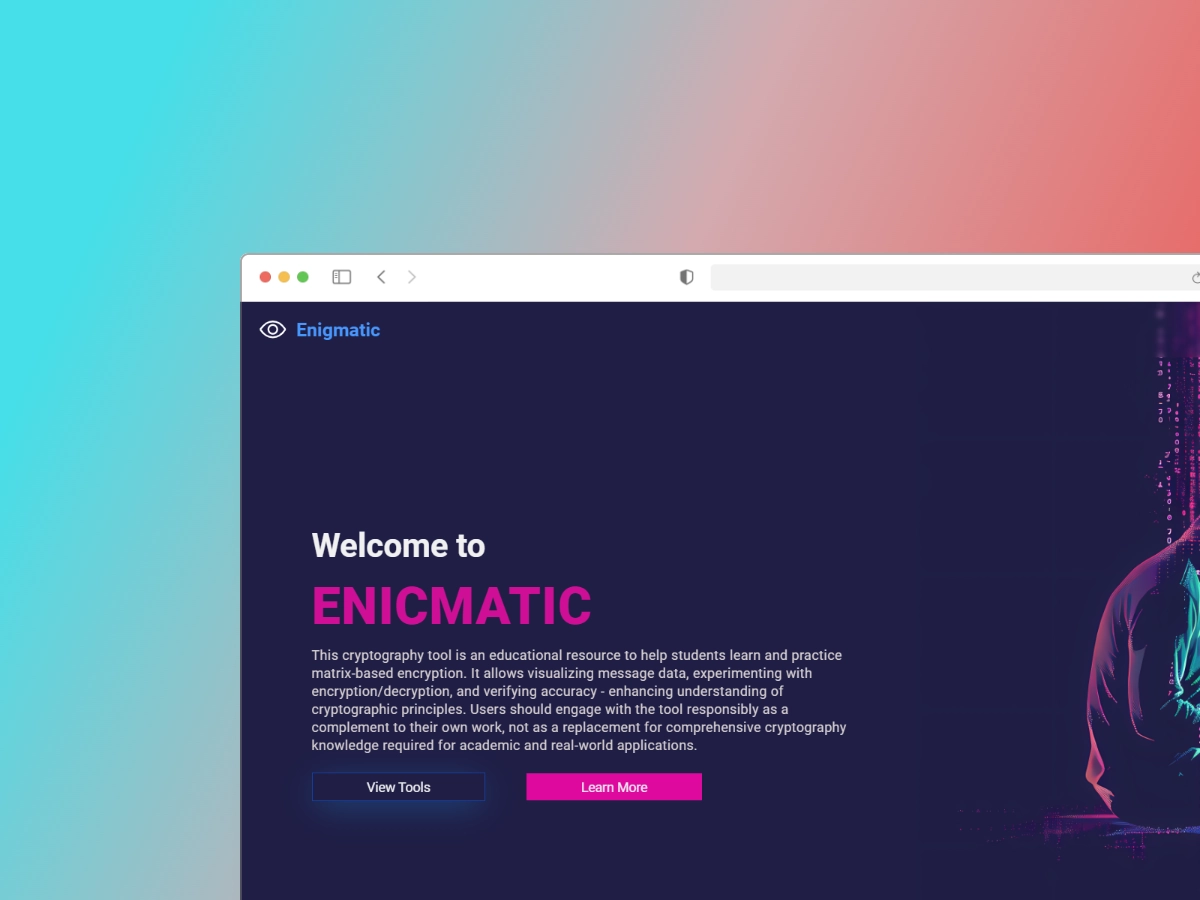 Enigmatic
Welcome to
ENICMATIC
This cryptography tool is an educational resource to help students learn and practice
matrix-based encryption. It allows visualizing message data, experimenting with
encryption/decryption, and verifying accuracy - enhancing understanding of
cryptographic principles. Users should engage with the tool responsibly as a
complement to their own work, not as a replacement for comprehensive cryptography
knowledge required for academic and real-world applications.
View Tools
Learn More